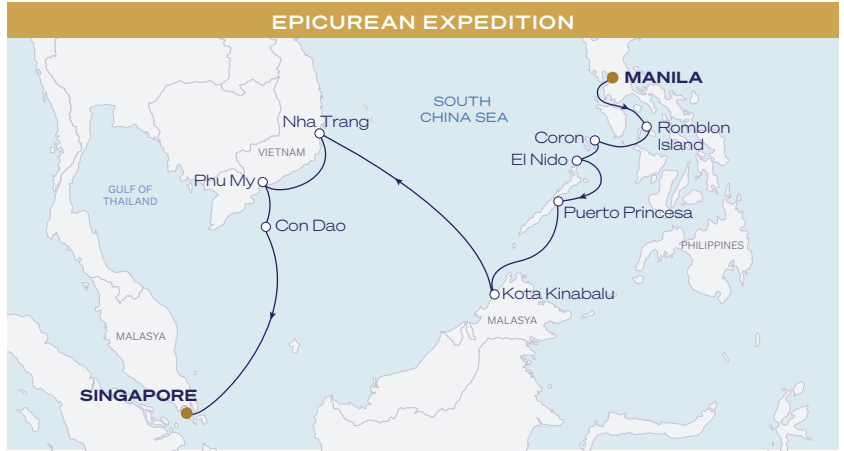 EPICUREAN EXPEDITION
MANILA
SOUTH
CHINA SEA
Nha Trang
Romblon
Island
Coron
VIETNAM
El Nido
Phu My
GULF OF
THAILAND
Puerto Princesa
Con Dao
PHILIPPINES
Kota Kinabalu
MALASYA
MALASYA
SINGAPORE